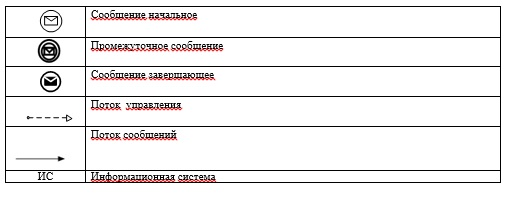 Сообщение начальное
Промежуточное сообщение
Сообщение завершающее
Поток управления
Поток сообщений
ИС Информационная система